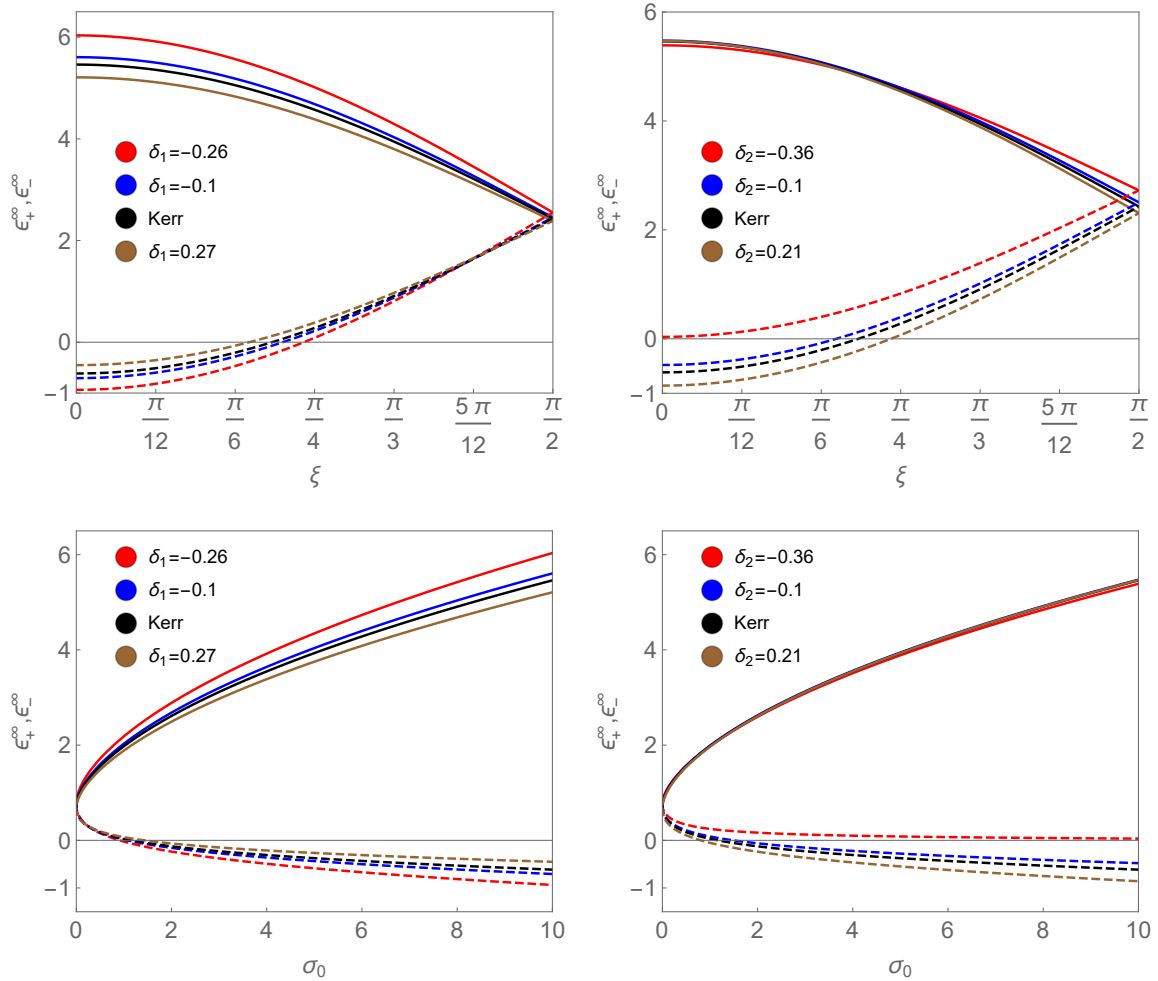 6
4
2
0
−1
ϵ₊^∞, ϵ₋^∞
δ₁=−0.26
δ₁=−0.1
Kerr
δ₁=0.27
0 π/12 π/6 π/4 π/3 5π/12 π/2
ξ
6
4
2
0
−1
ϵ₊^∞, ϵ₋^∞
δ₂=−0.36
δ₂=−0.1
Kerr
δ₂=0.21
0 π/12 π/6 π/4 π/3 5π/12 π/2
ξ
6
4
2
0
−1
ϵ₊^∞, ϵ₋^∞
δ₁=−0.26
δ₁=−0.1
Kerr
δ₁=0.27
0 2 4 6 8 10
σ₀
6
4
2
0
−1
ϵ₊^∞, ϵ₋^∞
δ₂=−0.36
δ₂=−0.1
Kerr
δ₂=0.21
0 2 4 6 8 10
σ₀